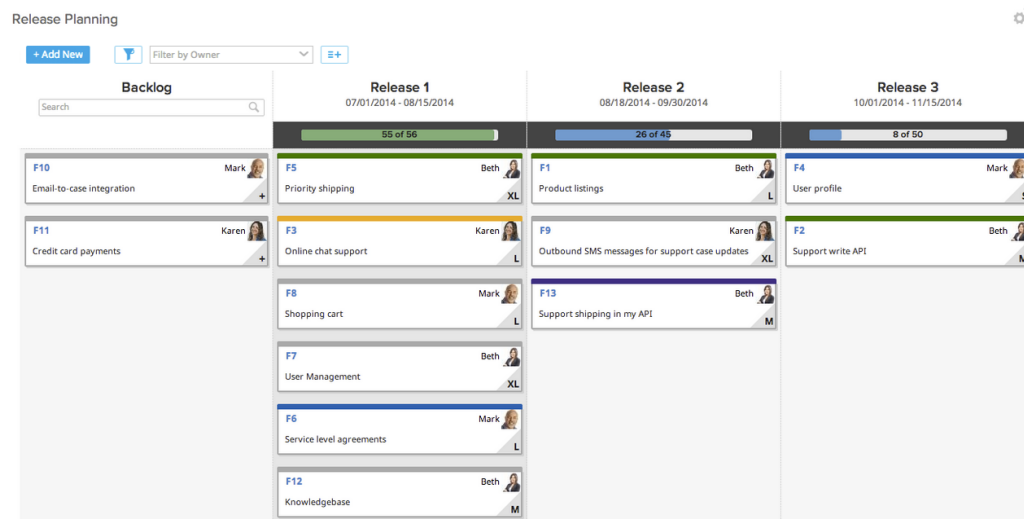 Release Planning
+ Add New
Filter by Owner
Backlog
Search
F10 Mark
Email-to-case integration
+
F11 Karen
Credit card payments
+
Release 1
07/01/2014 - 08/15/2014
55 of 56
F5 Beth
Priority shipping
XL
F3 Karen
Online chat support
L
F8 Mark
Shopping cart
L
F7 Beth
User Management
XL
F6 Mark
Service level agreements
L
F12 Beth
Knowledgebase
M
Release 2
08/18/2014 - 09/30/2014
26 of 45
F1 Beth
Product listings
L
F9 Karen
Outbound SMS messages for support case updates
XL
F13 Beth
Support shipping in my API
M
Release 3
10/01/2014 - 11/15/2014
8 of 50
F4 Mark
User profile
F2 Beth
Support write API